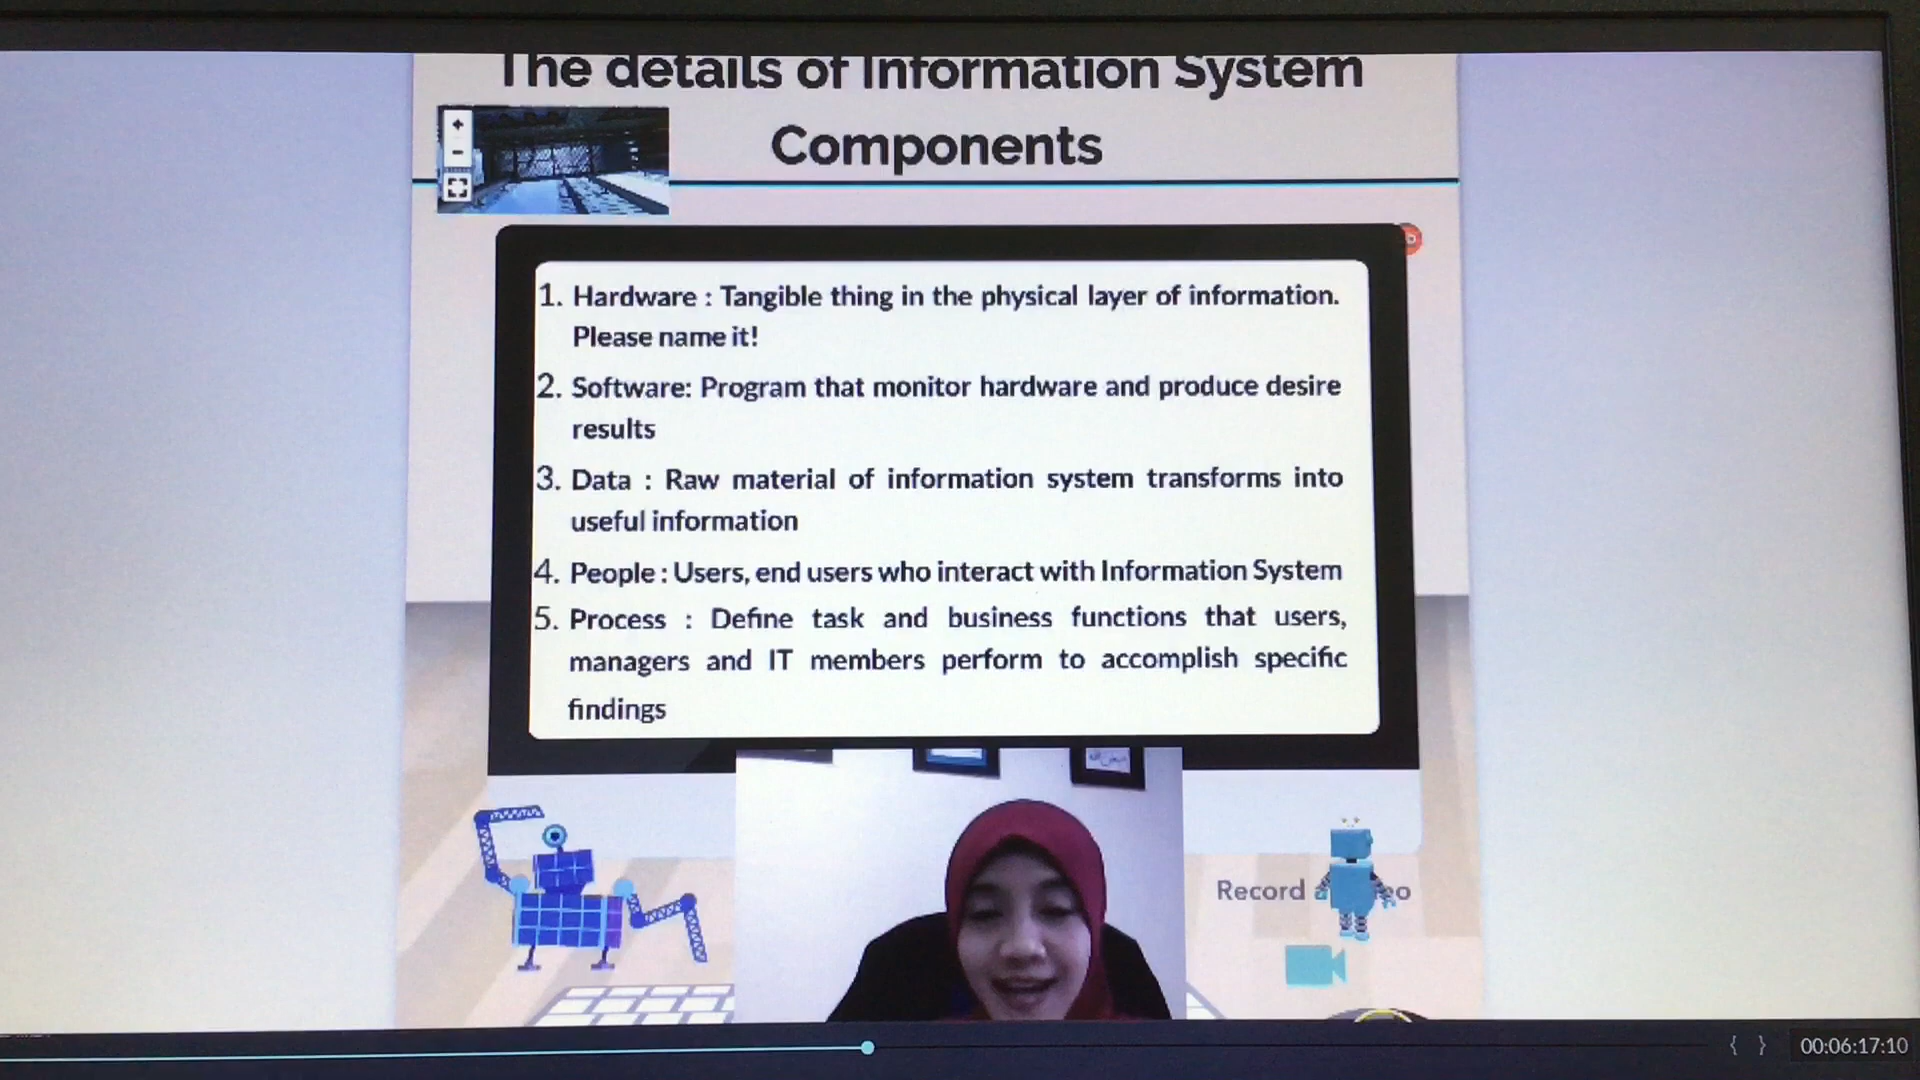 The details of Information System
Components
1. Hardware : Tangible thing in the physical layer of information.
Please name it!
2. Software: Program that monitor hardware and produce desire
results
3. Data : Raw material of information system transforms into
useful information
4. People : Users, end users who interact with Information System
5. Process : Define task and business functions that users,
managers and IT members perform to accomplish specific
findings
Record
{ } 00:06:17:10